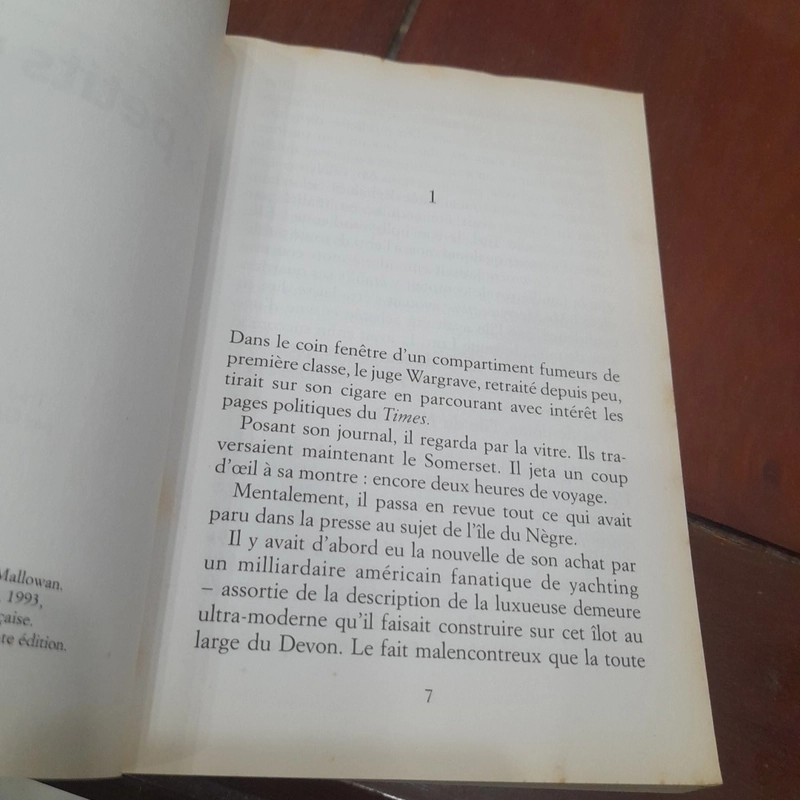 petits
Mallowan.
1993,
te édition.
1
Dans le coin fenêtre d'un compartiment fumeurs de
première classe, le juge Wargrave, retraité depuis peu,
tirait sur son cigare en parcourant avec intérêt les
pages politiques du Times.
Posant son journal, il regarda par la vitre. Ils tra-
versaient maintenant le Somerset. Il jeta un coup
d'œil à sa montre : encore deux heures de voyage.
Mentalement, il passa en revue tout ce qui avait
paru dans la presse au sujet de l'île du Nègre.
Il y avait d'abord eu la nouvelle de son achat par
un milliardaire américain fanatique de yachting
– assortie de la description de la luxueuse demeure
ultra-moderne qu'il faisait construire sur cet îlot au
large du Devon. Le fait malencontreux que la toute
7